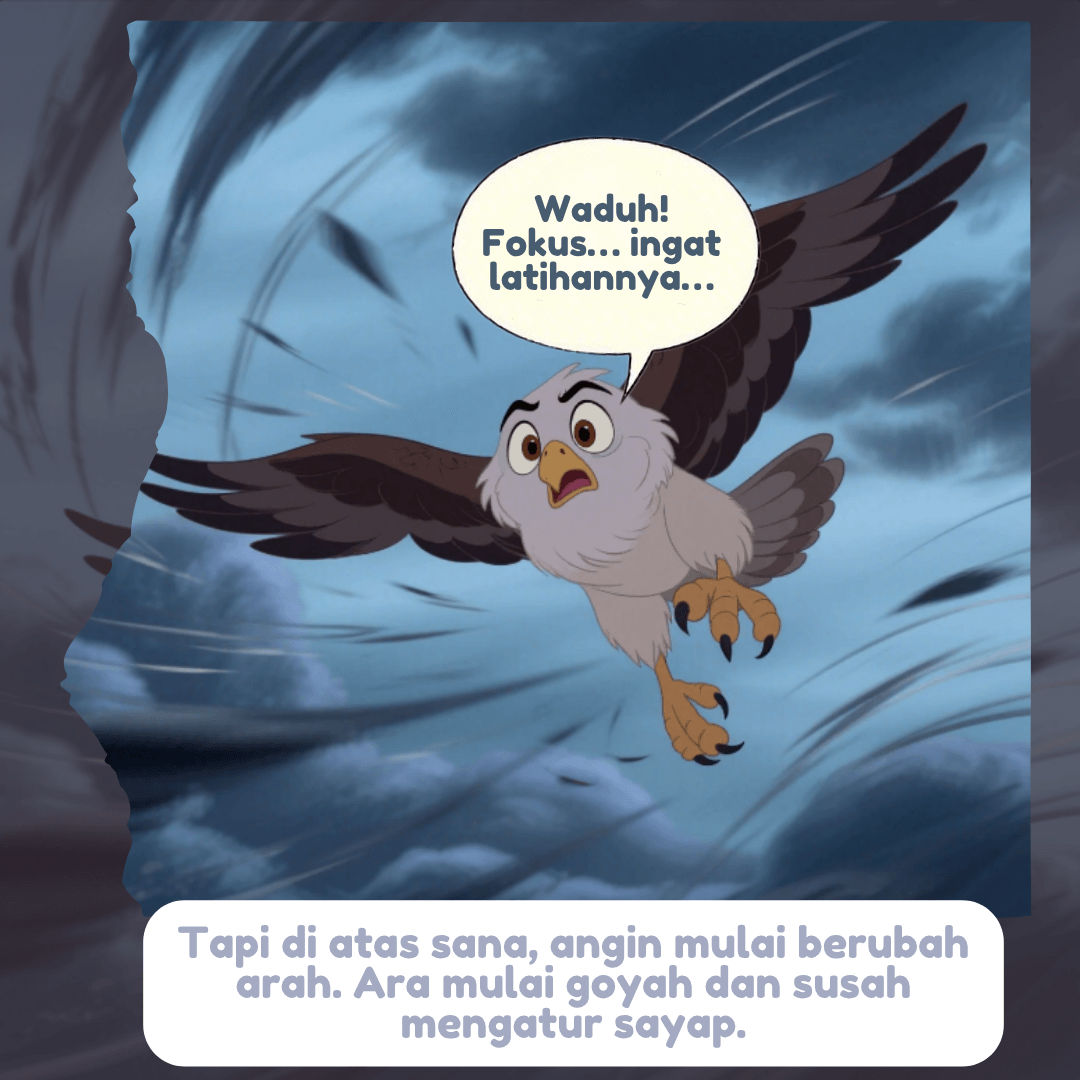 Waduh!
Fokus... ingat
latihannya...
Tapi di atas sana, angin mulai berubah
arah. Ara mulai goyah dan susah
mengatur sayap.